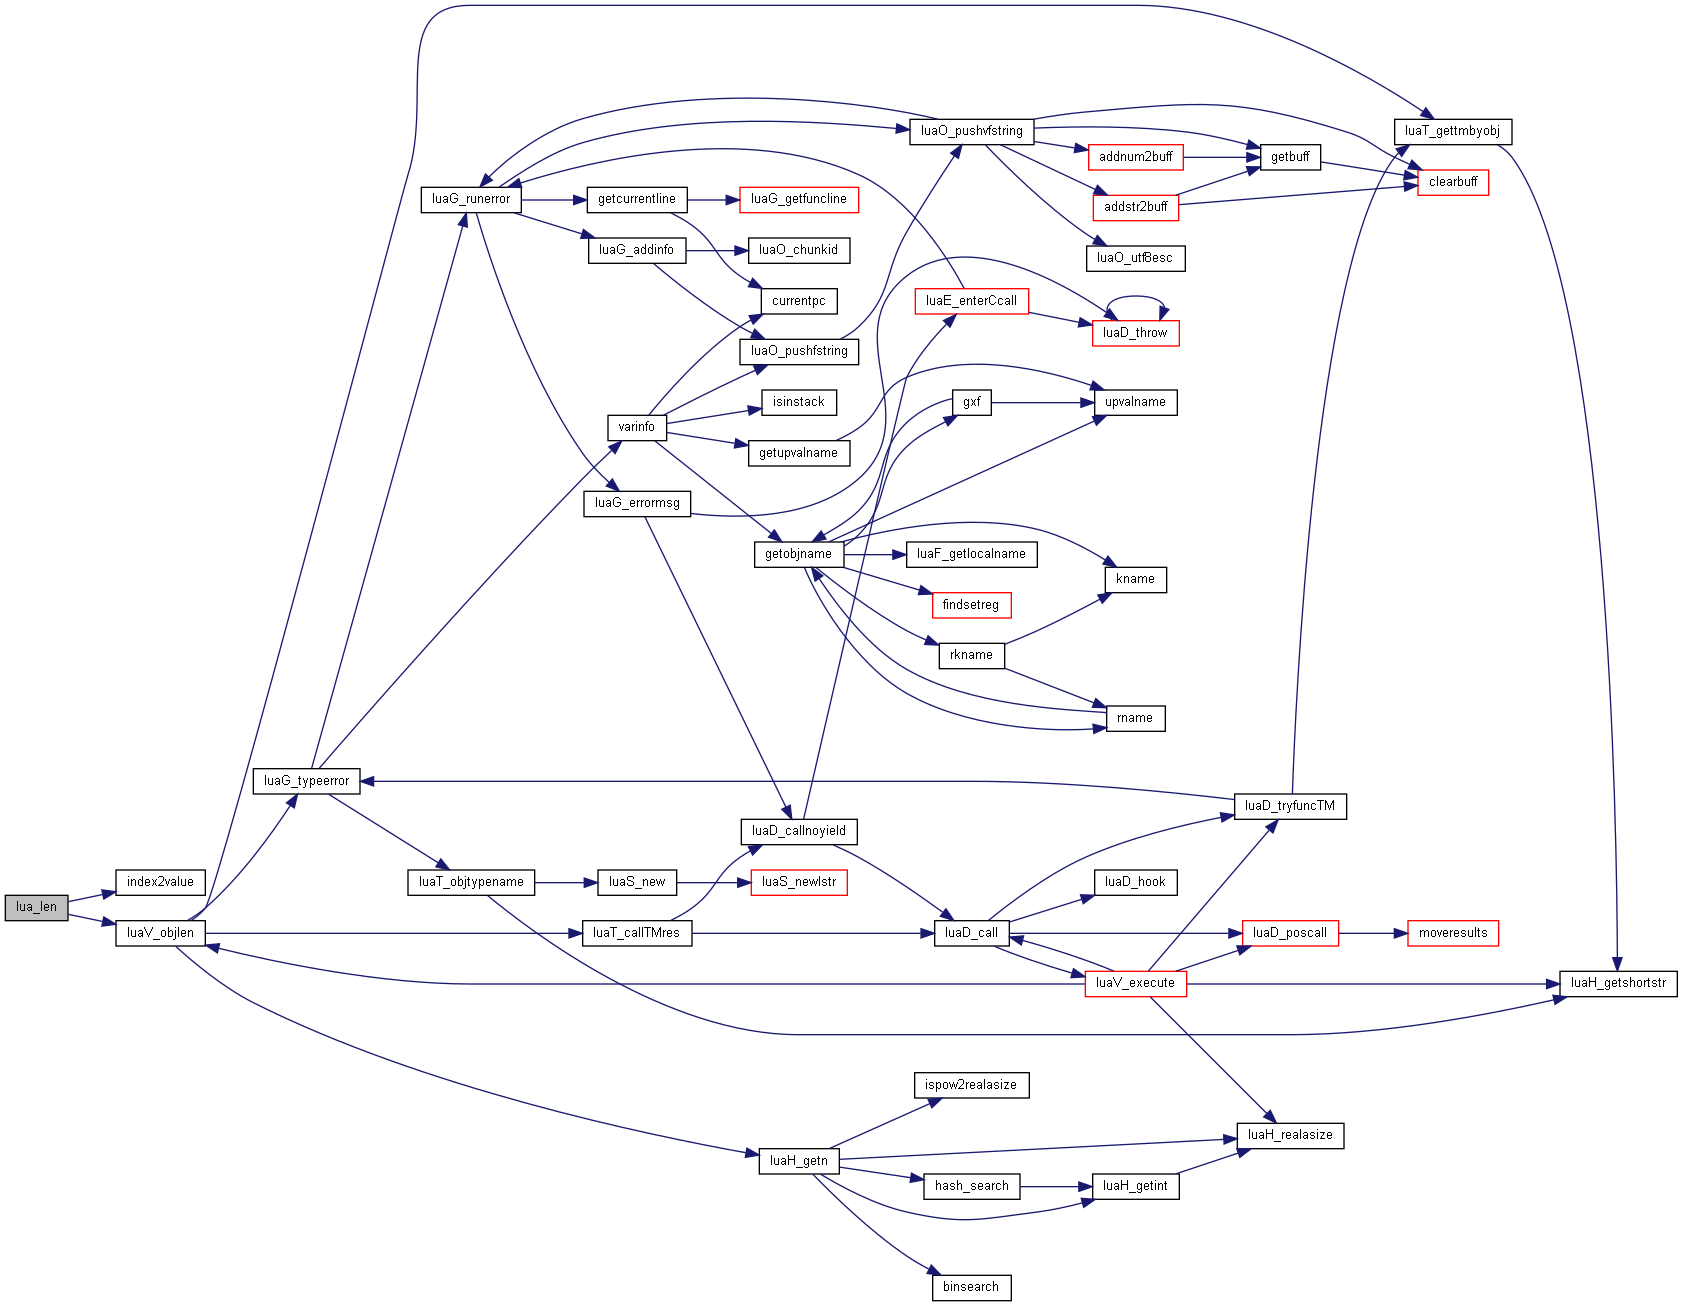 luaO_pushvfstring
luaT_gettmbyobj
addnum2buff
getbuff
clearbuff
luaG_runerror
getcurrentline
luaG_getfuncline
addstr2buff
luaG_addinfo
luaO_chunkid
luaO_utf8esc
currentpc
luaE_enterCcall
luaD_throw
luaO_pushfstring
isinstack
gxf
upvalname
varinfo
getupvalname
luaG_errormsg
getobjname
luaF_getlocalname
kname
findsetreg
rkname
rname
luaG_typeerror
luaD_tryfuncTM
luaD_callnoyield
index2value
luaT_objtypename
luaS_new
luaS_newlstr
luaD_hook
lua_len
luaV_objlen
luaT_callTMres
luaD_call
luaD_poscall
moveresults
luaV_execute
luaH_getshortstr
ispow2realasize
luaH_realasize
luaH_getn
hash_search
luaH_getint
binsearch